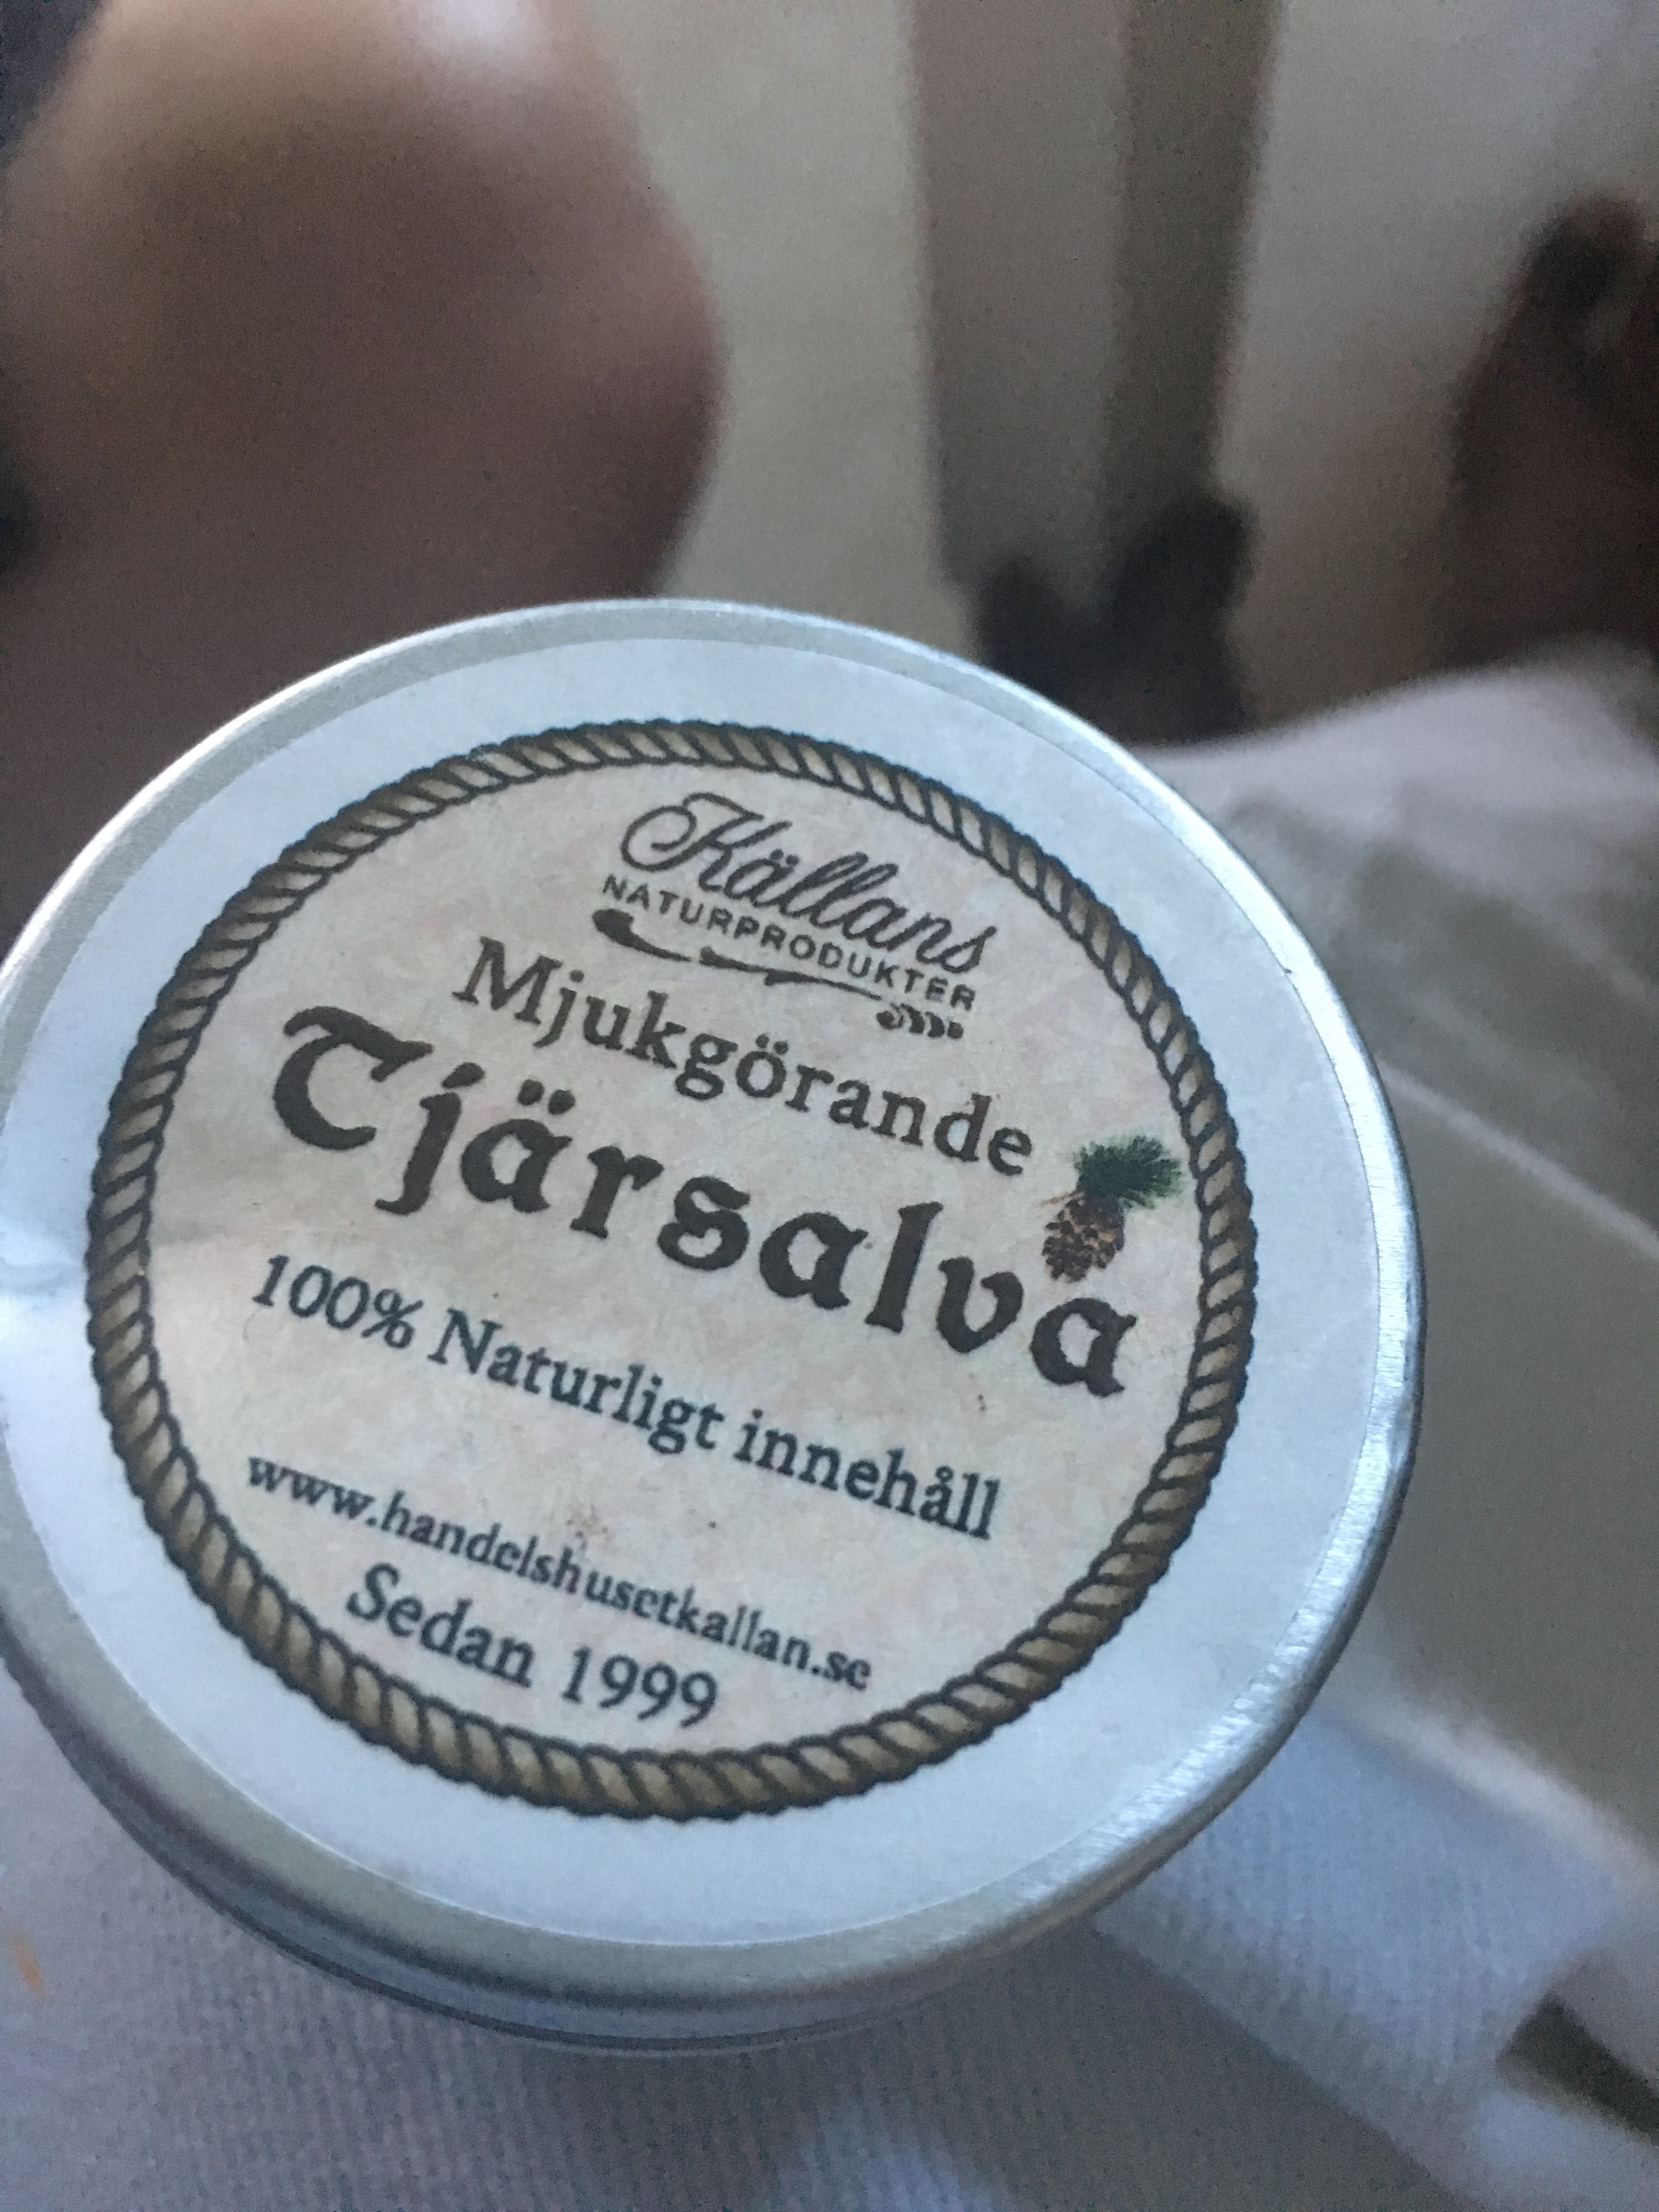 Källans
NATURPRODUKTER
Mjukgörande
Tjärsalva
100% Naturligt innehåll
www.handelshusetkallan.se
Sedan 1999